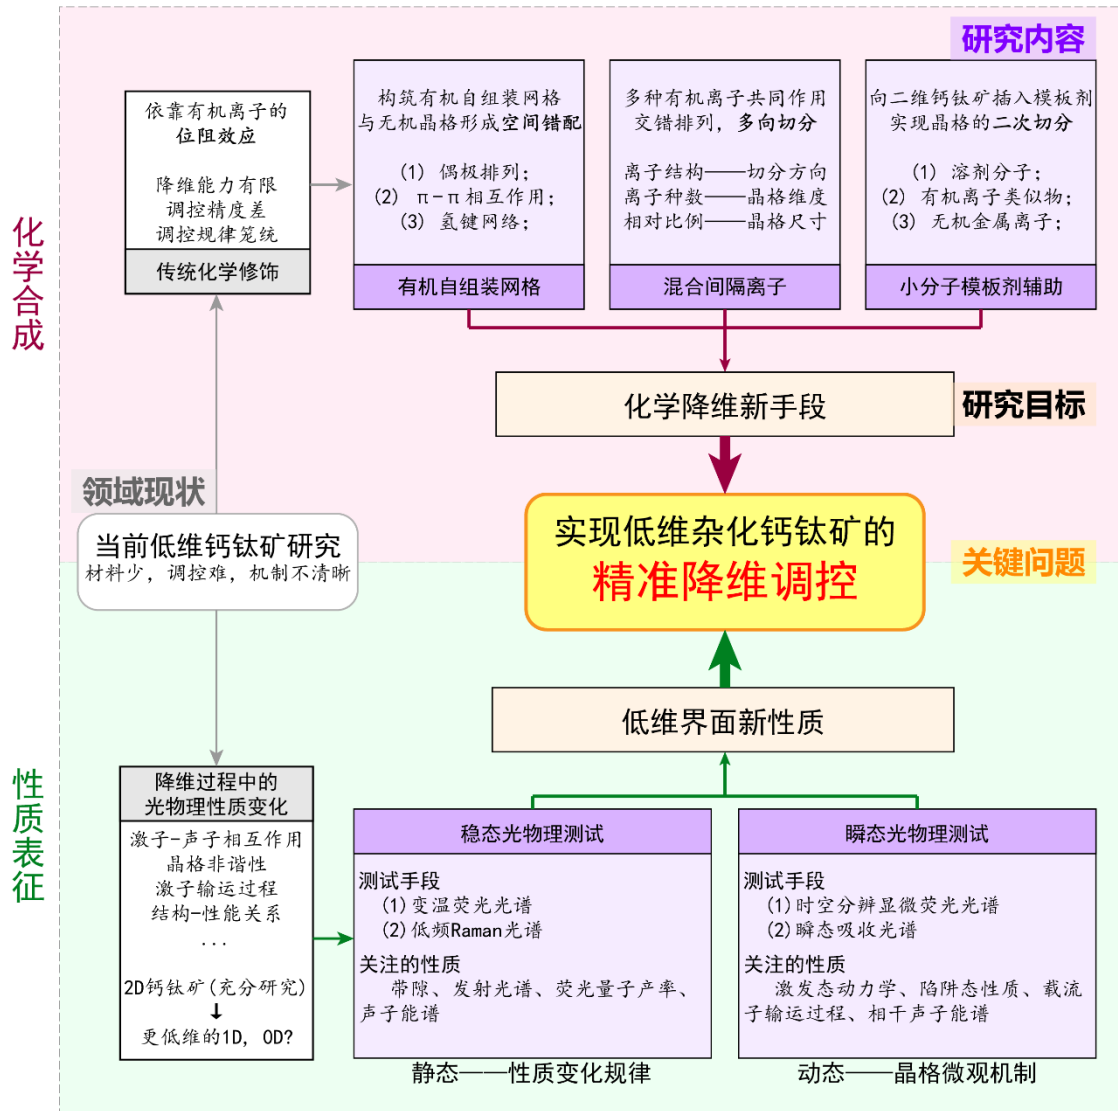 研究内容
化学合成
依靠有机离子的
位阻效应
降维能力有限
调控精度差
调控规律笼统
传统化学修饰
构筑有机自组装网格
与无机晶格形成空间错配
(1) 偶极排列;
(2) π-π相互作用;
(3) 氢键网络;
有机自组装网格
多种有机离子共同作用
交错排列, 多向切分
离子结构——切分方向
离子种数——晶格维度
相对比例——晶格尺寸
混合间隔离子
向二维钙钛矿插入模板剂
实现晶格的二次切分
(1) 溶剂分子;
(2) 有机离子类似物;
(3) 无机金属离子;
小分子模板剂辅助
化学降维新手段
研究目标
领域现状
当前低维钙钛矿研究
材料少, 调控难, 机制不清晰
实现低维杂化钙钛矿的
精准降维调控
关键问题
低维界面新性质
性质表征
降维过程中的
光物理性质变化
激子-声子相互作用
晶格非谐性
激子输运过程
结构-性能关系
...
2D钙钛矿(充分研究)
↓
更低维的1D, 0D?
稳态光物理测试
测试手段
(1)变温荧光光谱
(2)低频Raman光谱
关注的性质
带隙、发射光谱、荧光量子产率、
声子能谱
静态——性质变化规律
瞬态光物理测试
测试手段
(1)时空分辨显微荧光光谱
(2)瞬态吸收光谱
关注的性质
激发态动力学、陷阱态性质、载流
子输运过程、相干声子能谱
动态——晶格微观机制